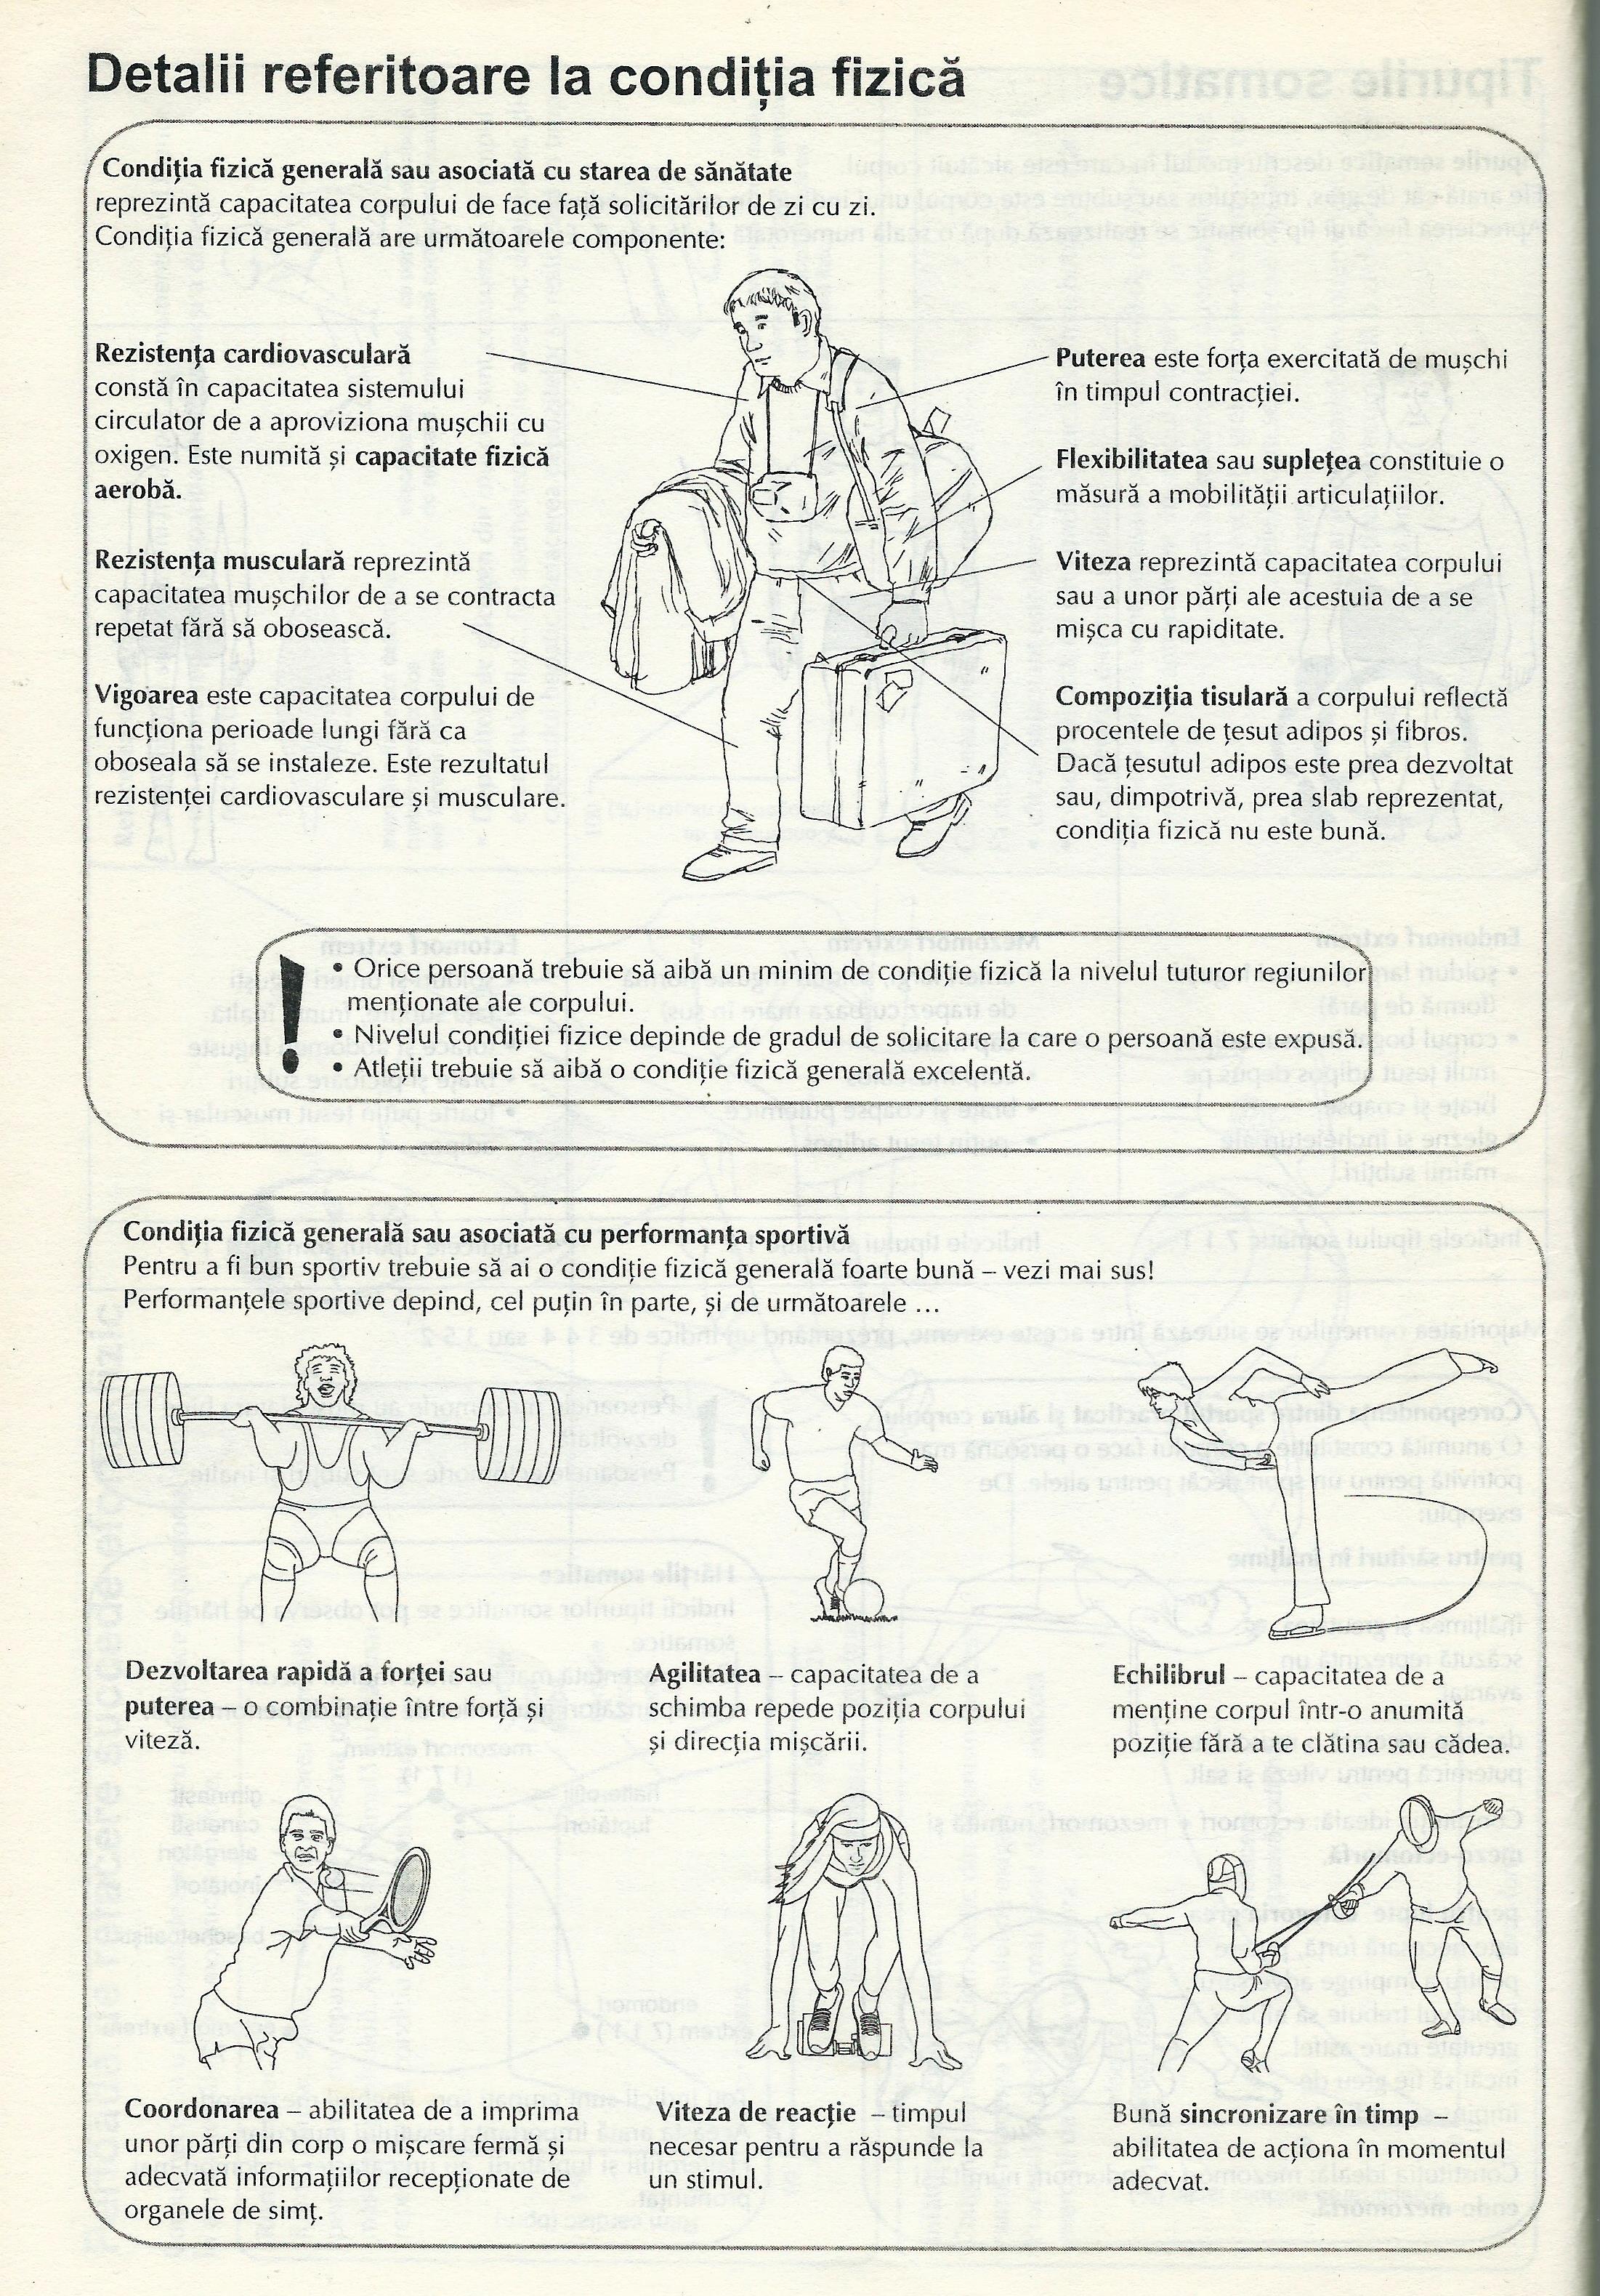 Detalii referitoare la condiția fizică
Condiția fizică generală sau asociată cu starea de sănătate
reprezintă capacitatea corpului de face față solicitărilor de zi cu zi.
Condiția fizică generală are următoarele componente:
Rezistența cardiovasculară
constă în capacitatea sistemului
circulator de a aproviziona mușchii cu
oxigen. Este numită și capacitate fizică
aerobă.
Rezistența musculară reprezintă
capacitatea mușchilor de a se contracta
repetat fără să obosească.
Vigoarea este capacitatea corpului de
funcționa perioade lungi fără ca
oboseala să se instaleze. Este rezultatul
rezistenței cardiovasculare și musculare.
Puterea este forța exercitată de mușchi
în timpul contracției.
Flexibilitatea sau suplețea constituie o
măsură a mobilității articulațiilor.
Viteza reprezintă capacitatea corpului
sau a unor părți ale acestuia de a se
mișca cu rapiditate.
Compoziția tisulară a corpului reflectă
procentele de țesut adipos și fibros.
Dacă țesutul adipos este prea dezvoltat
sau, dimpotrivă, prea slab reprezentat,
condiția fizică nu este bună.
! • Orice persoană trebuie să aibă un minim de condiție fizică la nivelul tuturor regiunilor
menționate ale corpului.
• Nivelul condiției fizice depinde de gradul de solicitare la care o persoană este expusă.
• Atleții trebuie să aibă o condiție fizică generală excelentă.
Condiția fizică generală sau asociată cu performanța sportivă
Pentru a fi bun sportiv trebuie să ai o condiție fizică generală foarte bună – vezi mai sus!
Performanțele sportive depind, cel puțin în parte, și de următoarele ...
Dezvoltarea rapidă a forței sau
puterea – o combinație între forță și
viteză.
Agilitatea – capacitatea de a
schimba repede poziția corpului
și direcția mișcării.
Echilibrul – capacitatea de a
menține corpul într-o anumită
poziție fără a te clătina sau cădea.
Coordonarea – abilitatea de a imprima
unor părți din corp o mișcare fermă și
adecvată informațiilor recepționate de
organele de simț.
Viteza de reacție – timpul
necesar pentru a răspunde la
un stimul.
Bună sincronizare în timp –
abilitatea de acționa în momentul
adecvat.